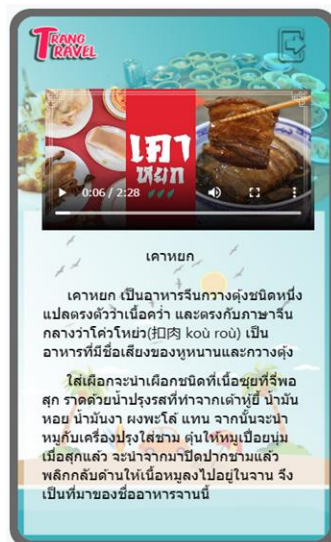 TRANG
TRAVEL
เคา
หยก
0:06 / 2:28
เคาหยก
เคาหยก เป็นอาหารจีนกวางตุ้งชนิดหนึ่ง
แปลตรงตัวว่าเนื้อคว่ำ และตรงกับภาษาจีน
กลางว่าโค่วโหย่ว(扣肉 koù roù) เป็น
อาหารที่มีชื่อเสียงของหูหนานและกวางตุ้ง
ใส่เผือกจะนำเผือกชนิดที่เนื้อซุยที่จี่พอ
สุก ราดด้วยน้ำปรุงรสที่ทำจากเต้าหู้ยี้ น้ำมัน
หอย น้ำมันงา ผงพะโล้ แทน จากนั้นจะนำ
หมูกับเครื่องปรุงใส่ชาม ตุ๋นให้หมูเปื่อยนุ่ม
เมื่อสุกแล้ว จะนำจากมาปิดปากชามแล้ว
พลิกกลับด้านให้เนื้อหมูลงไปอยู่ในจาน จึง
เป็นที่มาของชื่ออาหารจานนี้